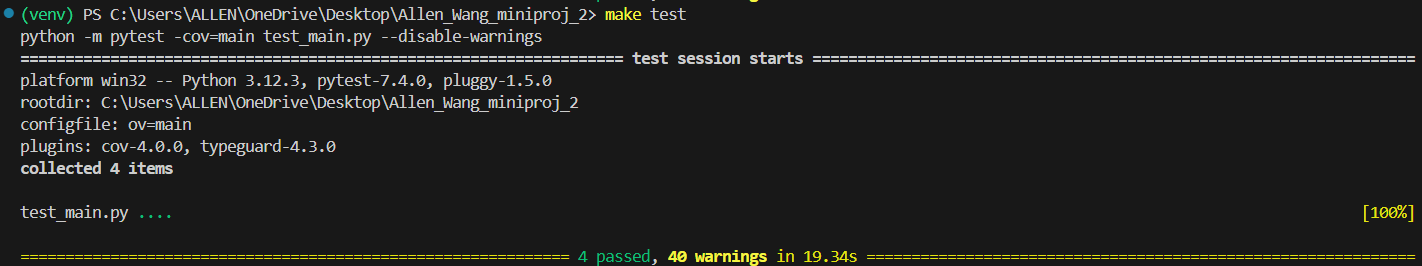 (venv) PS C:\Users\ALLEN\OneDrive\Desktop\Allen_Wang_miniproj_2> make test
python -m pytest -cov=main test_main.py --disable-warnings
=================================================================== test session starts ===================================================================
platform win32 -- Python 3.12.3, pytest-7.4.0, pluggy-1.5.0
rootdir: C:\Users\ALLEN\OneDrive\Desktop\Allen_Wang_miniproj_2
configfile: ov=main
plugins: cov-4.0.0, typeguard-4.3.0
collected 4 items
test_main.py .... [100%]
============================================================= 4 passed, 40 warnings in 19.34s =============================================================